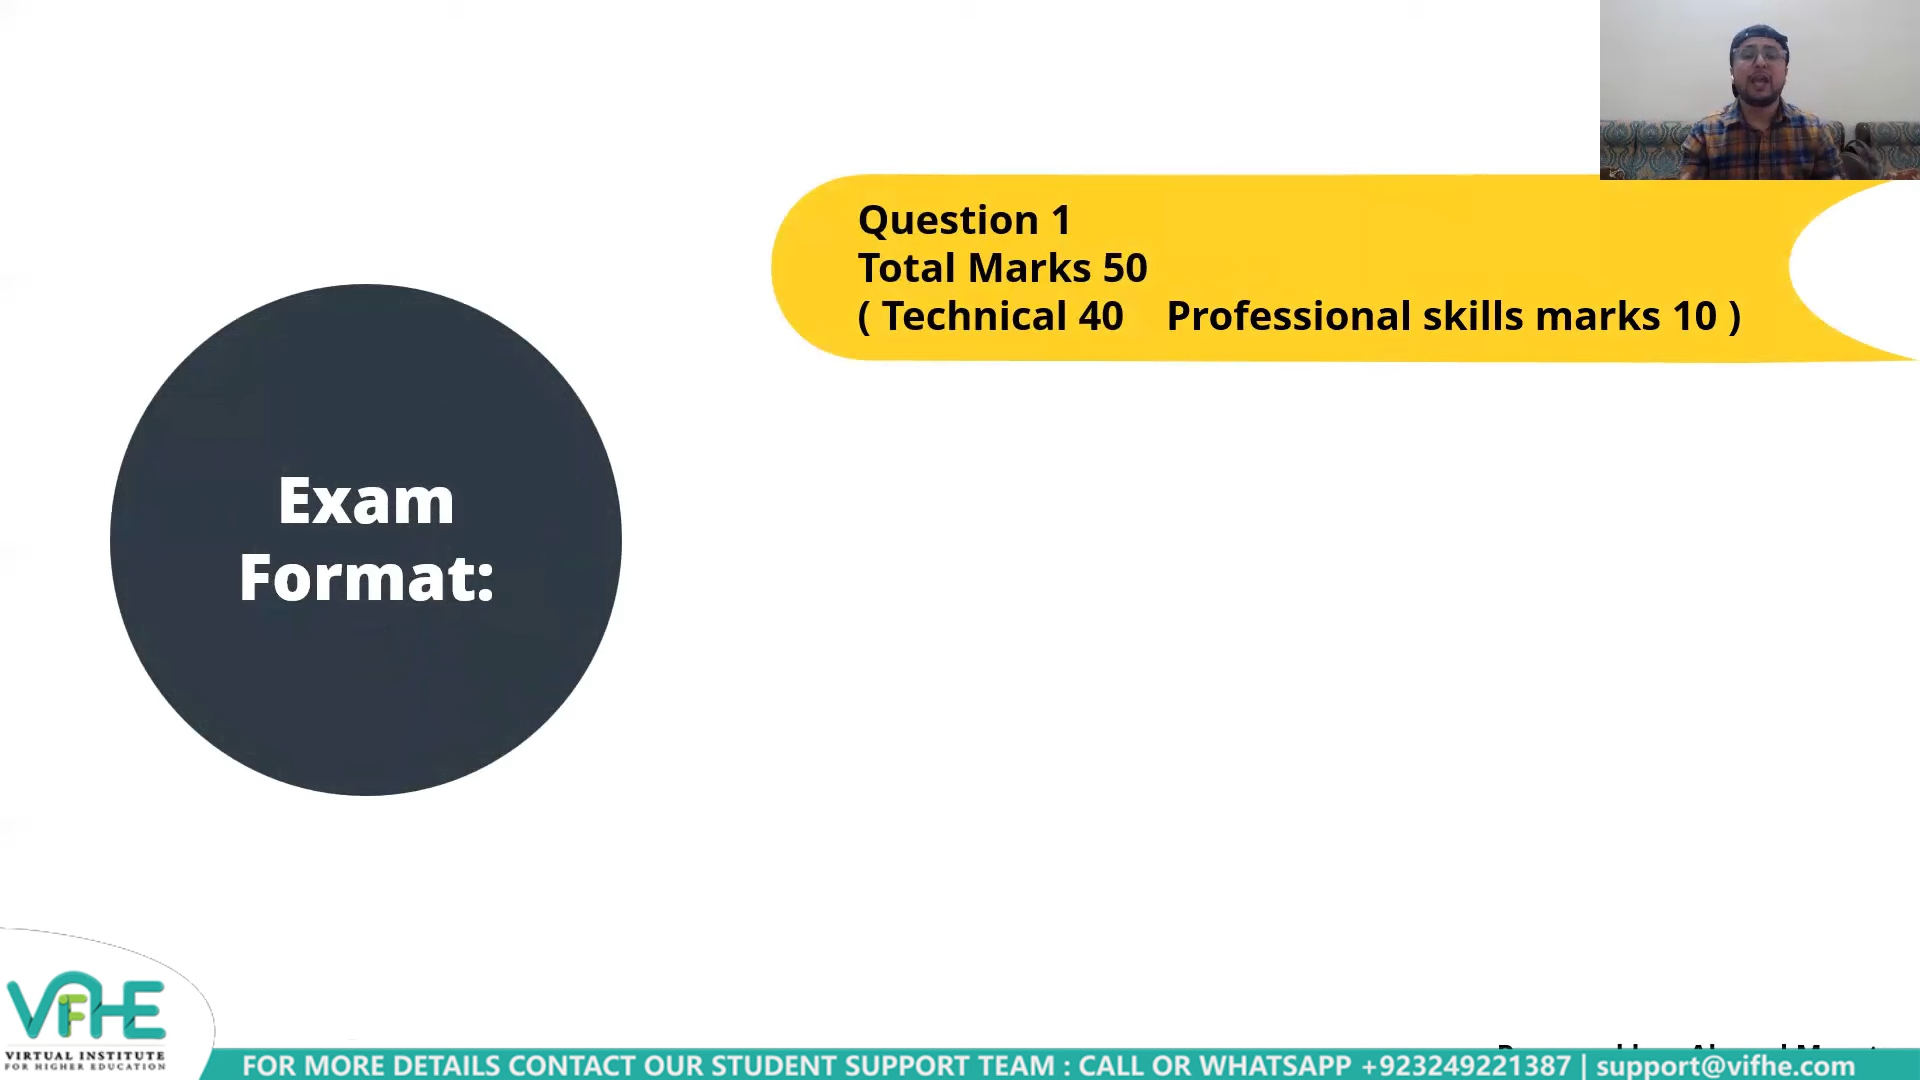 Question 1
Total Marks 50
( Technical 40 Professional skills marks 10 )
Exam
Format:
VFHE
VIRTUAL INSTITUTE
FOR HIGHER EDUCATION
FOR MORE DETAILS CONTACT OUR STUDENT SUPPORT TEAM : CALL OR WHATSAPP +923249221387 | support@vifhe.com